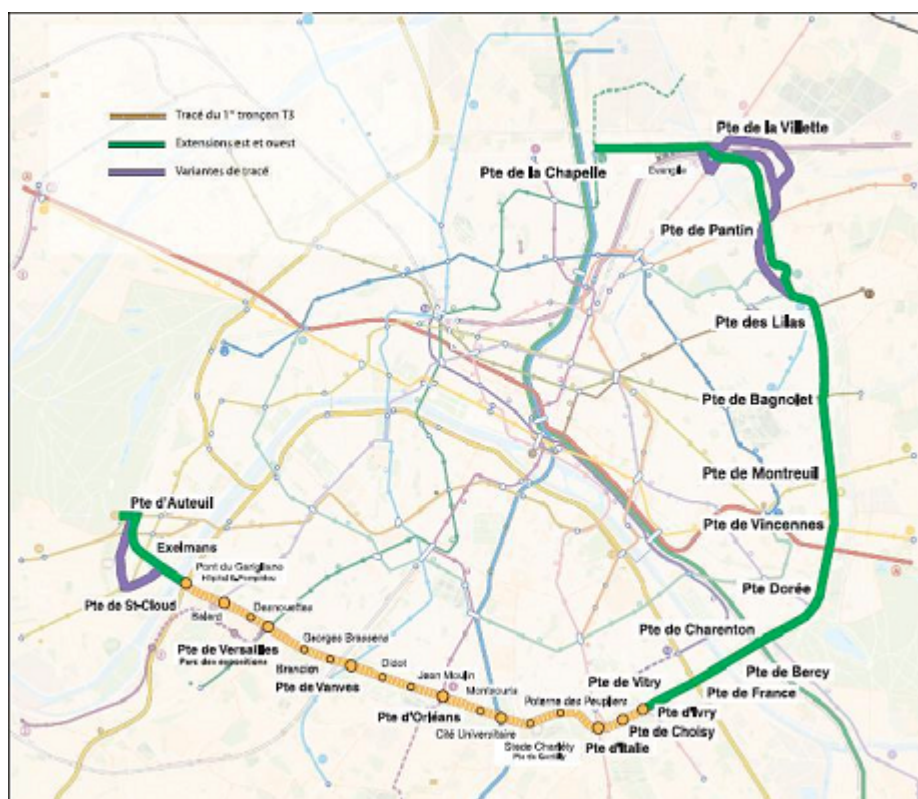 Tracé du 1er tronçon T3
Extensions est et ouest
Variantes de tracé
Pte de la Villette
Pte de la Chapelle
Evangile
Pte de Pantin
Pte des Lilas
Pte de Bagnolet
Pte de Montreuil
Pte d'Auteuil
Pte de Vincennes
Exelmans
Pont du Garigliano
Hôpital G. Pompidou
Pte Dorée
Pte de St-Cloud
Balard
Desnouettes
Pte de Charenton
Georges Brassens
Pte de Versailles
Parc des expositions
Brancion
Didot
Pte de Bercy
Jean Moulin
Pte de Vitry
Pte de Vanves
Montsouris
Pte de France
Poterne des Peupliers
Pte d'Ivry
Pte d'Orléans
Cité Universitaire
Pte de Choisy
Pte d'Italie
Stade Charléty
Pte de Gentilly